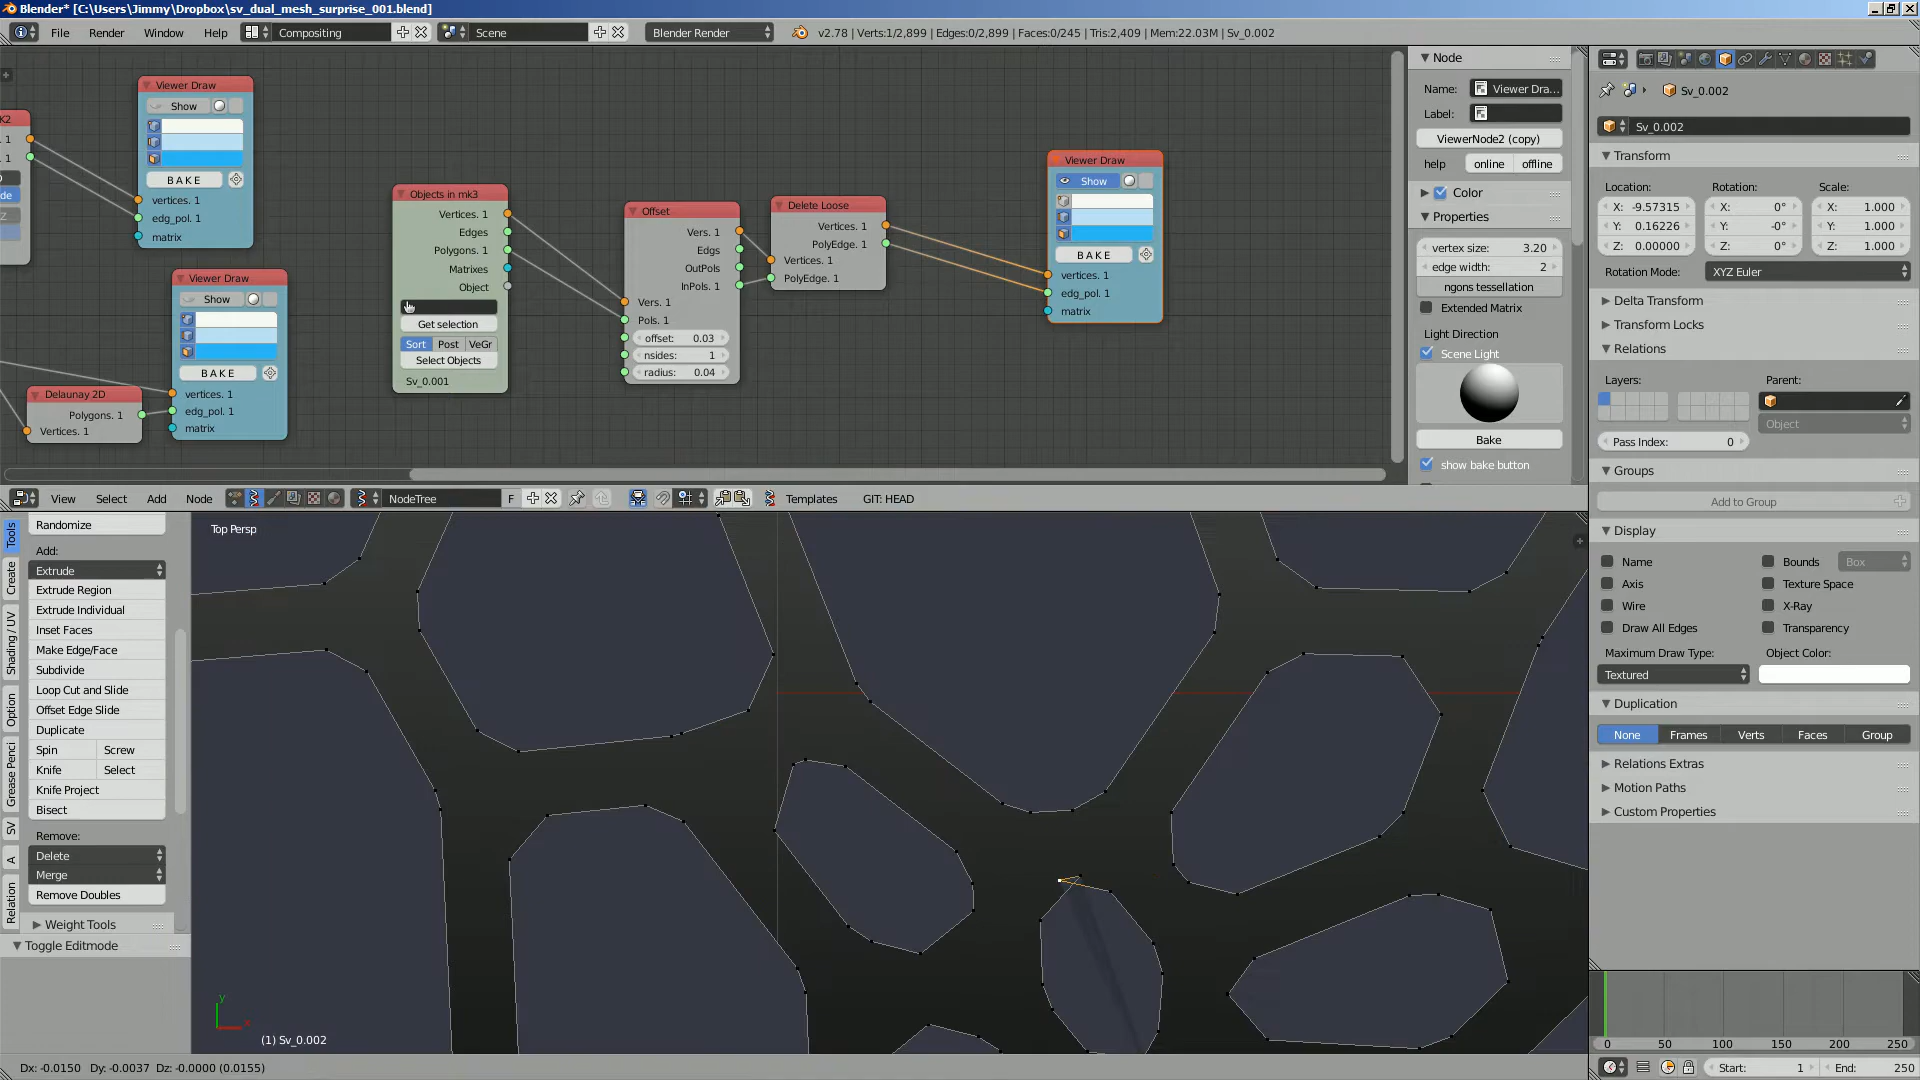 Blender* [C:\Users\Jimmy\Dropbox\sv_dual_mesh_surprise_001.blend]
File Render Window Help Compositing Scene Blender Render v2.78 | Verts:1/2,899 | Edges:0/2,899 | Faces:0/245 | Tris:2,409 | Mem:22.03M | Sv_0.002
K2
. 1
. 1
Z
Viewer Draw
Show
BAKE
vertices. 1
edg_pol. 1
matrix
Viewer Draw
Show
BAKE
vertices. 1
edg_pol. 1
matrix
Delaunay 2D
Polygons. 1
Vertices. 1
Objects in mk3
Vertices. 1
Edges
Polygons. 1
Matrixes
Object
Get selection
Sort Post VeGr
Select Objects
Sv_0.001
Offset
Vers. 1
Edgs
OutPols
InPols. 1
Vers. 1
Pols. 1
offset: 0.03
nsides: 1
radius: 0.04
Delete Loose
Vertices. 1
PolyEdge. 1
Vertices. 1
PolyEdge. 1
Viewer Draw
Show
BAKE
vertices. 1
edg_pol. 1
matrix
Node
Name: Viewer Dra...
Label:
ViewerNode2 (copy)
help online offline
Color
Properties
vertex size: 3.20
edge width: 2
ngons tessellation
Extended Matrix
Light Direction
Scene Light
Bake
show bake button
View Select Add Node NodeTree F Templates GIT: HEAD
Tools
Create
Shading / UV
Option
Grease Penci
SV
A
Relation
Randomize
Add:
Extrude
Extrude Region
Extrude Individual
Inset Faces
Make Edge/Face
Subdivide
Loop Cut and Slide
Offset Edge Slide
Duplicate
Spin Screw
Knife Select
Knife Project
Bisect
Remove:
Delete
Merge
Remove Doubles
Weight Tools
Toggle Editmode
Top Persp
y
x
(1) Sv_0.002
Dx: -0.0150 Dy: -0.0037 Dz: -0.0000 (0.0155)
Sv_0.002
Sv_0.002
Transform
Location: Rotation: Scale:
X: -9.57315 X: 0° X: 1.000
Y: 0.16226 Y: -0° Y: 1.000
Z: 0.00000 Z: 0° Z: 1.000
Rotation Mode: XYZ Euler
Delta Transform
Transform Locks
Relations
Layers: Parent:
Object
Pass Index: 0
Groups
Add to Group
Display
Name Bounds Box
Axis Texture Space
Wire X-Ray
Draw All Edges Transparency
Maximum Draw Type: Object Color:
Textured
Duplication
None Frames Verts Faces Group
Relations Extras
Motion Paths
Custom Properties
0 50 100 150 200 250
Start: 1 End: 250